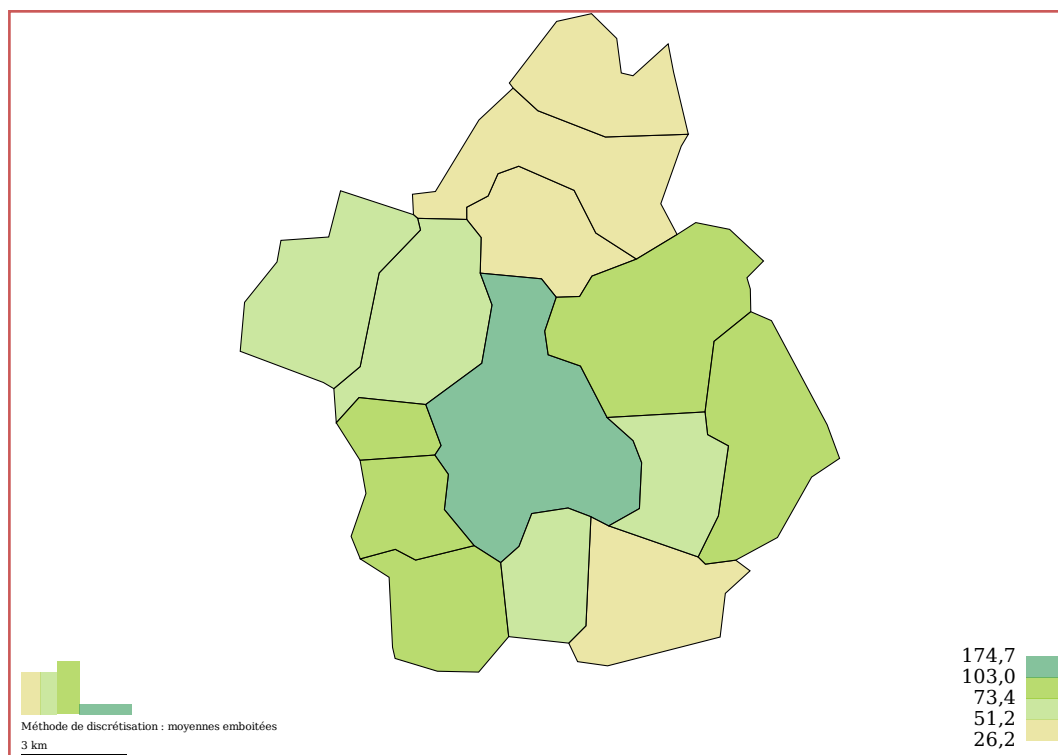 174,7
103,0
73,4
51,2
26,2
Méthode de discrétisation : moyennes emboitées
3 km